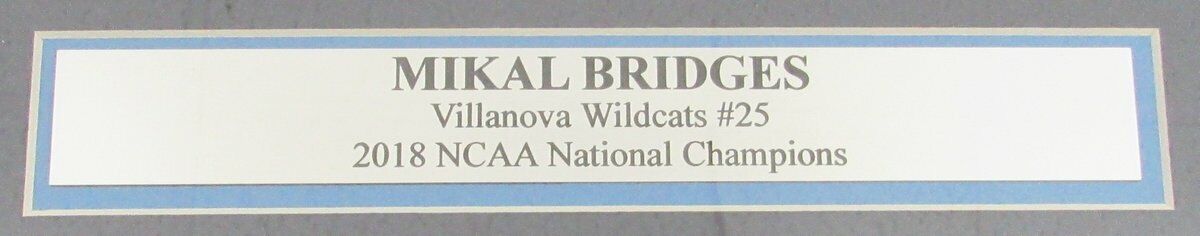 MIKAL BRIDGES
Villanova Wildcats #25
2018 NCAA National Champions